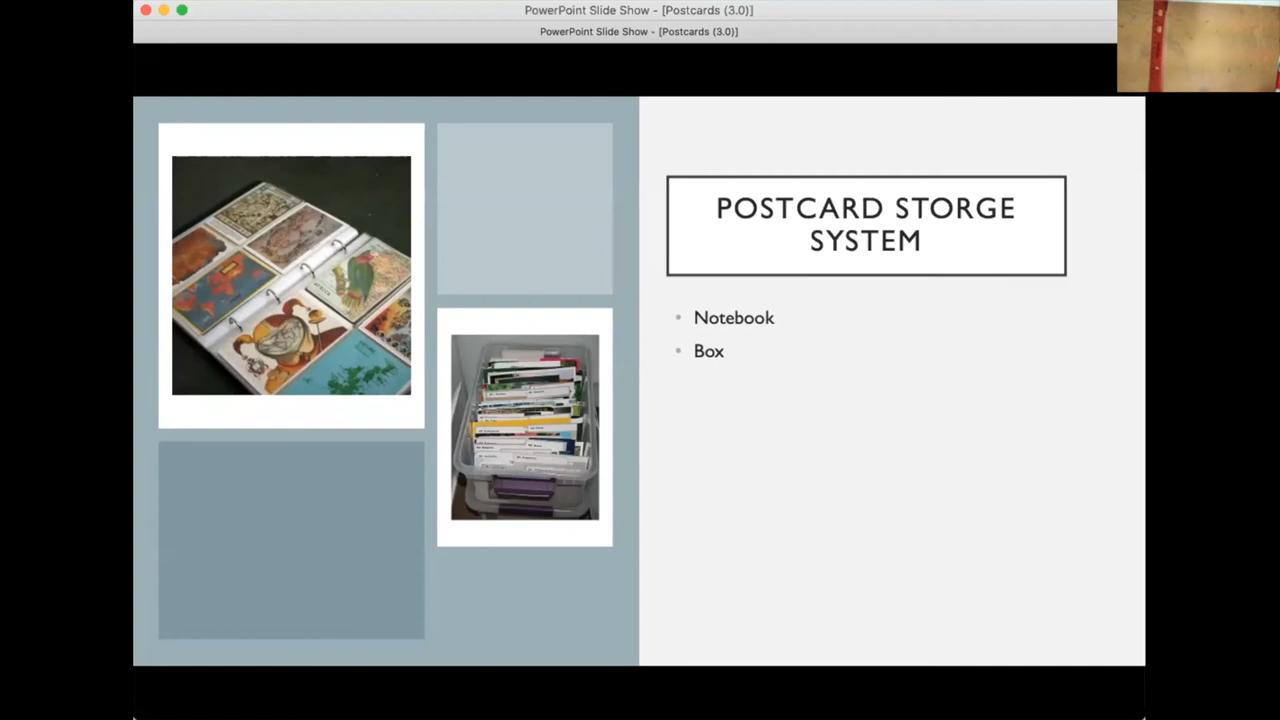 PowerPoint Slide Show - [Postcards (3.0)]
PowerPoint Slide Show - [Postcards (3.0)]
POSTCARD STORGE
SYSTEM
Notebook
Box